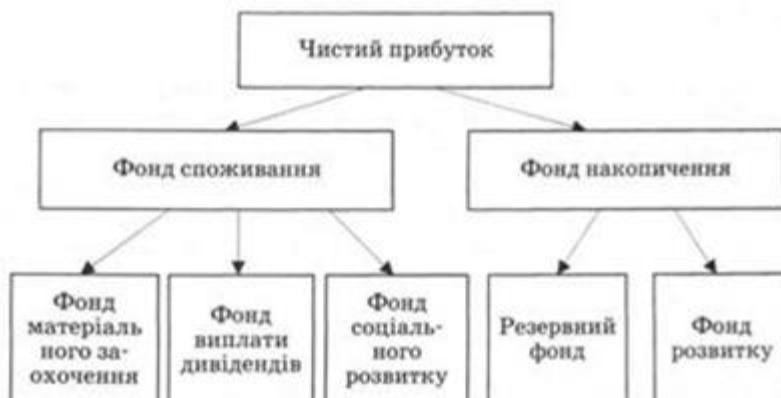 Чистий прибуток
Фонд споживання
Фонд накопичення
Фонд
матеріаль
ного за-
охочення
Фонд
виплати
дивідендів
Фонд
соціаль-
ного
розвитку
Резервний
фонд
Фонд
розвитку